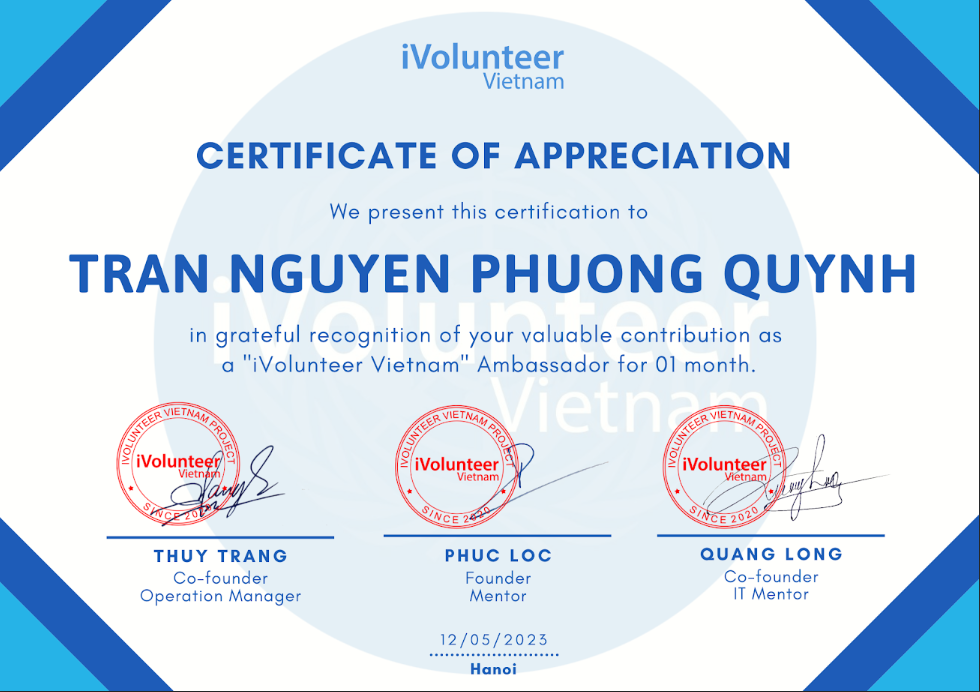 iVolunteer
Vietnam
CERTIFICATE OF APPRECIATION
We present this certification to
TRAN NGUYEN PHUONG QUYNH
in grateful recognition of your valuable contribution as
a "iVolunteer Vietnam" Ambassador for 01 month.
iVolunteer
Vietnam
IVOLUNTEER VIETNAM PROJECT
iVolunteer
Vietnam
SINCE 2020
IVOLUNTEER VIETNAM PROJECT
iVolunteer
Vietnam
SINCE 2020
IVOLUNTEER VIETNAM PROJECT
iVolunteer
Vietnam
SINCE 2020
THUY TRANG
Co-founder
Operation Manager
PHUC LOC
Founder
Mentor
QUANG LONG
Co-founder
IT Mentor
12/05/2023
Hanoi